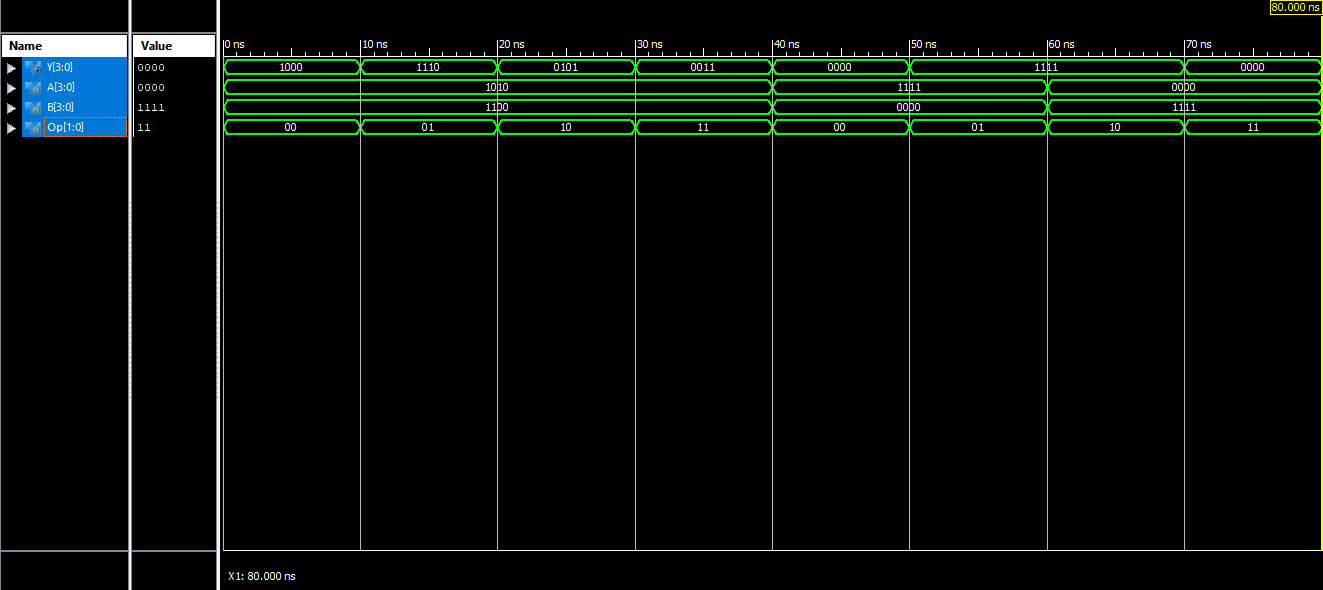 80.000 ns
Name Value 0 ns 10 ns 20 ns 30 ns 40 ns 50 ns 60 ns 70 ns
Y[3:0] 0000 1000 1110 0101 0011 0000 1111 0000
A[3:0] 0000 1010 1111 0000
B[3:0] 1111 1100 0000 1111
Op[1:0] 11 00 01 10 11 00 01 10 11
X1: 80.000 ns